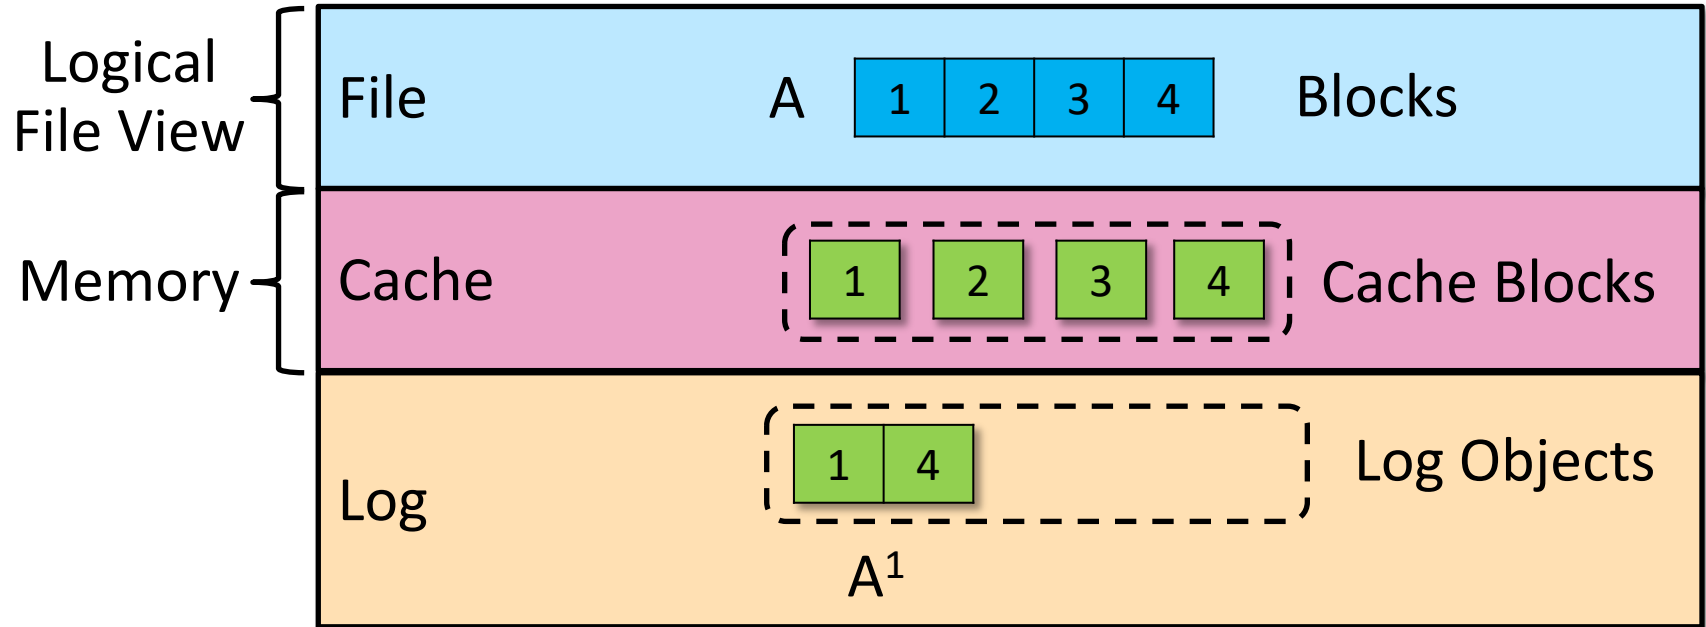 Logical
File View
File
A
1 2 3 4
Blocks
Memory
Cache
1 2 3 4
Cache Blocks
Log
1 4
Log Objects
A¹